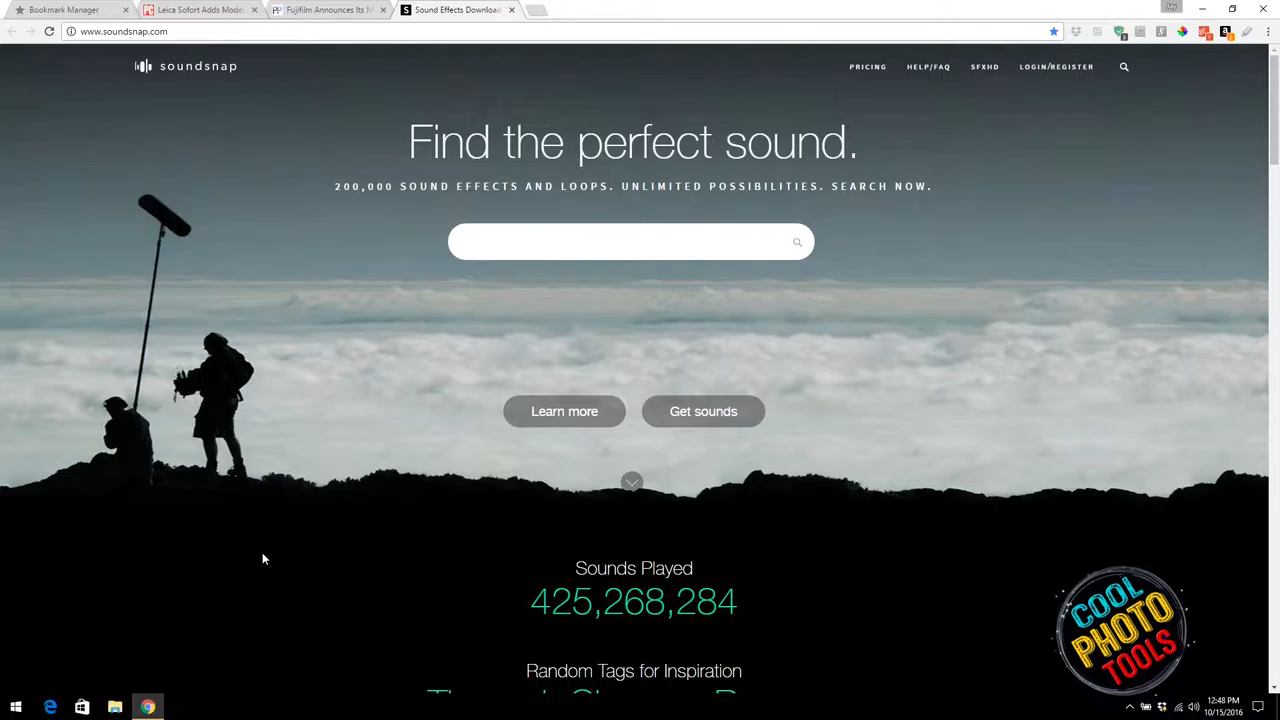 Bookmark Manager
Leica Sofort Adds Moder
Fujifilm Announces Its M
Sound Effects Download
Jay
www.soundsnap.com
soundsnap
PRICING
HELP/FAQ
SFXHD
LOGIN/REGISTER
Find the perfect sound.
200,000 SOUND EFFECTS AND LOOPS. UNLIMITED POSSIBILITIES. SEARCH NOW.
Learn more
Get sounds
Sounds Played
425,268,284
Random Tags for Inspiration
COOL
PHOTO
TOOLS
12:48 PM
10/15/2016